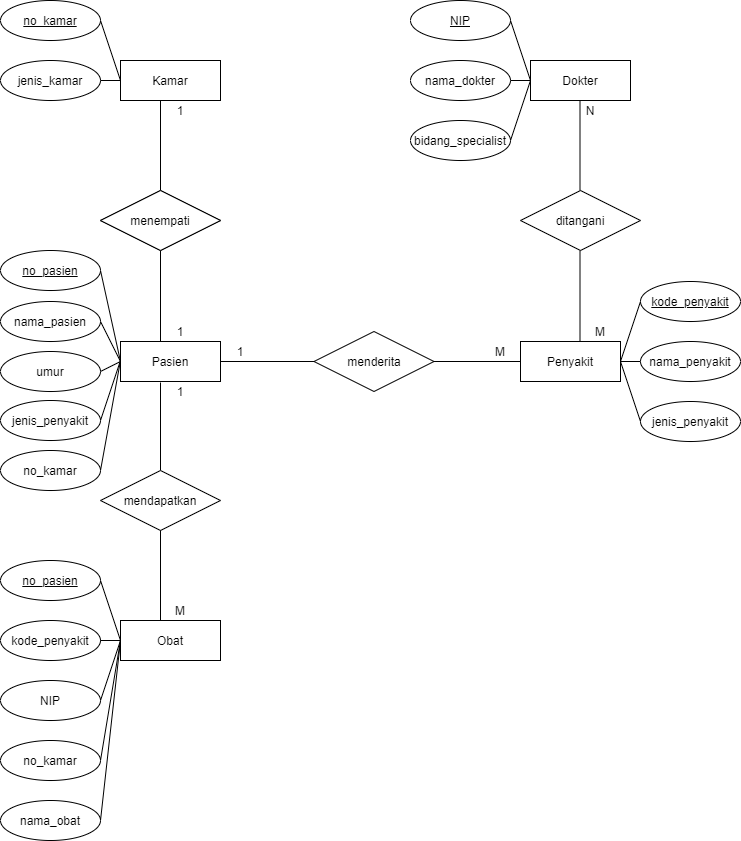 no_kamar
NIP
jenis_kamar
Kamar
nama_dokter
Dokter
1
N
bidang_specialist
menempati
ditangani
no_pasien
kode_penyakit
nama_pasien
1
M
Pasien
1
menderita
M
Penyakit
nama_penyakit
umur
1
jenis_penyakit
jenis_penyakit
no_kamar
mendapatkan
no_pasien
M
kode_penyakit
Obat
NIP
no_kamar
nama_obat